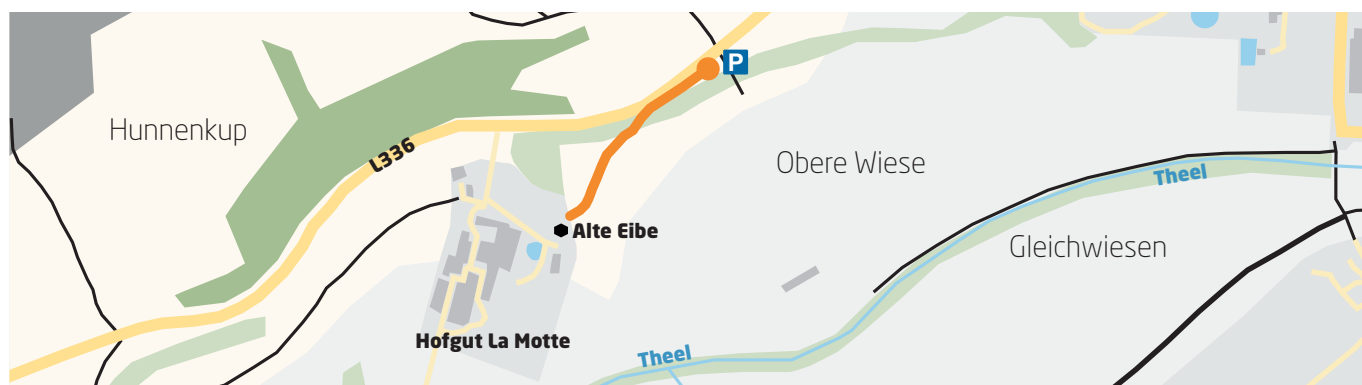 P
Hunnenkup
L336
Obere Wiese
Theel
Alte Eibe
Gleichwiesen
Hofgut La Motte
Theel